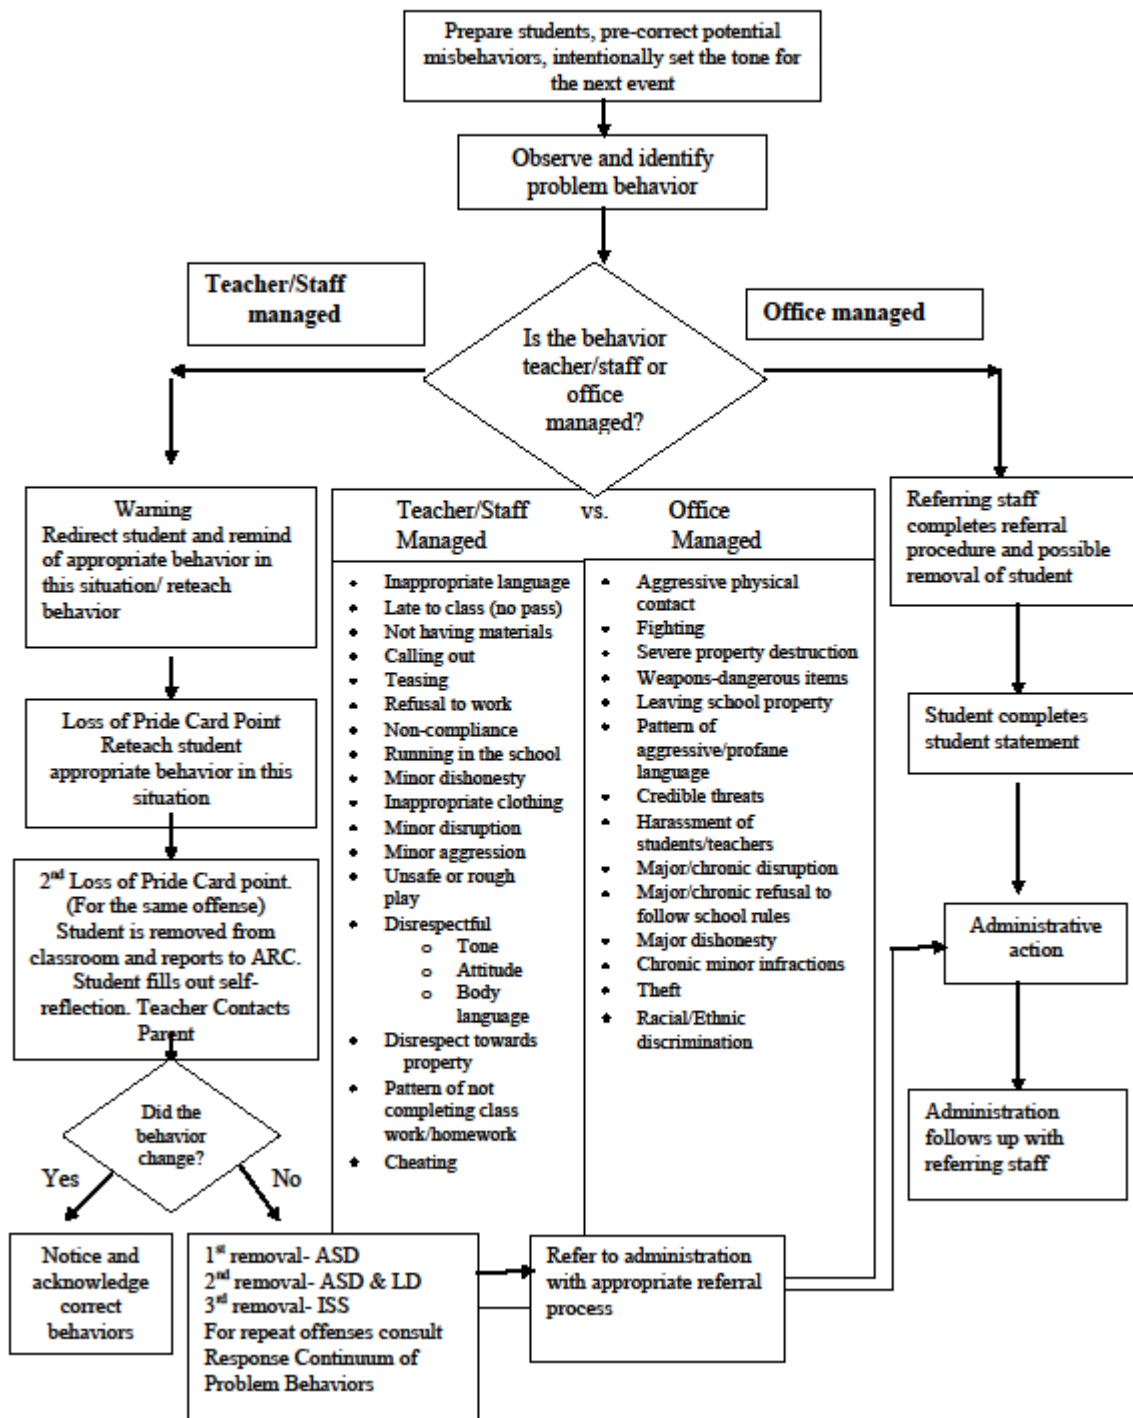 Prepare students, pre-correct potential
misbehaviors, intentionally set the tone for
the next event
Observe and identify
problem behavior
Teacher/Staff
managed
Office managed
Is the behavior
teacher/staff or
office
managed?
Warning
Redirect student and remind
of appropriate behavior in
this situation/ reteach
behavior
Loss of Pride Card Point
Reteach student
appropriate behavior in this
situation
2nd Loss of Pride Card point.
(For the same offense)
Student is removed from
classroom and reports to ARC.
Student fills out self-
reflection. Teacher Contacts
Parent
Did the
behavior
change?
Yes
No
Notice and
acknowledge
correct
behaviors
1st removal- ASD
2nd removal- ASD & LD
3rd removal- ISS
For repeat offenses consult
Response Continuum of
Problem Behaviors
Teacher/Staff vs. Office
Managed Managed
• Inappropriate language
• Late to class (no pass)
• Not having materials
• Calling out
• Teasing
• Refusal to work
• Non-compliance
• Running in the school
• Minor dishonesty
• Inappropriate clothing
• Minor disruption
• Minor aggression
• Unsafe or rough
play
• Disrespectful
o Tone
o Attitude
o Body
language
• Disrespect towards
property
• Pattern of not
completing class
work/homework
• Cheating
• Aggressive physical
contact
• Fighting
• Severe property destruction
• Weapons-dangerous items
• Leaving school property
• Pattern of
aggressive/profane
language
• Credible threats
• Harassment of
students/teachers
• Major/chronic disruption
• Major/chronic refusal to
follow school rules
• Major dishonesty
• Chronic minor infractions
• Theft
• Racial/Ethnic
discrimination
Refer to administration
with appropriate referral
process
Referring staff
completes referral
procedure and possible
removal of student
Student completes
student statement
Administrative
action
Administration
follows up with
referring staff